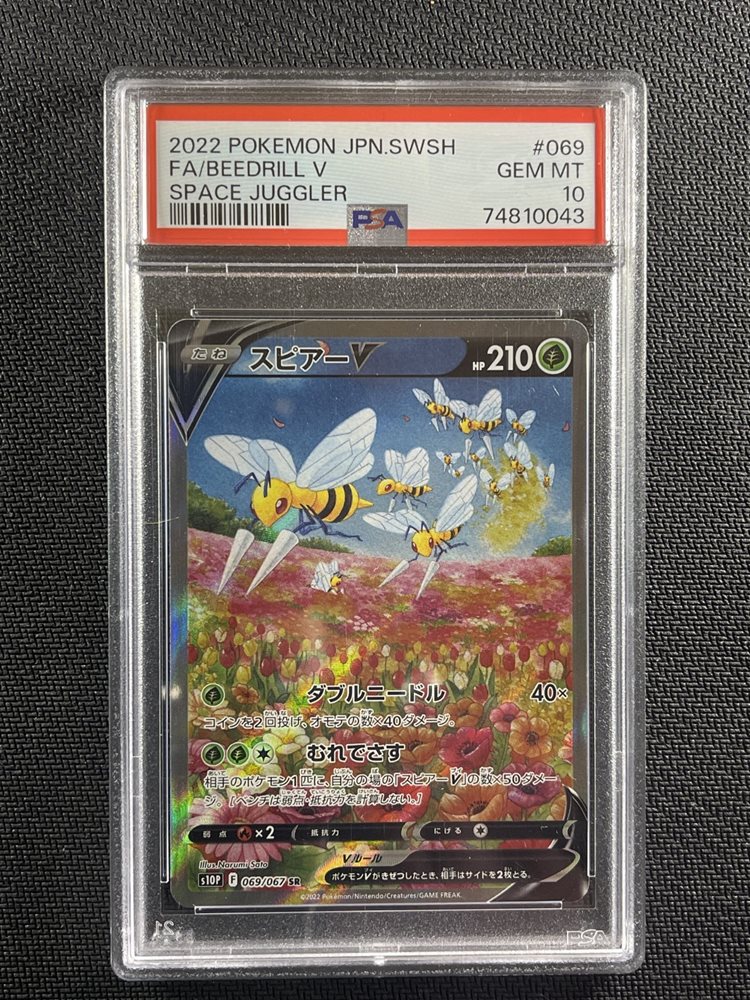 2022 POKEMON JPN.SWSH #069
FA/BEEDRILL V GEM MT
SPACE JUGGLER 10
PSA 74810043
たね スピアーV HP 210
ダブルニードル 40×
コインを2回投げ、オモテの数×40ダメージ。
むれでさす
相手のポケモン1匹に、自分の場の「スピアーV」の数×50ダメー
ジ。[ベンチは弱点・抵抗力を計算しない。]
弱点 ×2 抵抗力 にげる
Vルール
Illus. Narumi Sato
ポケモンVがきぜつしたとき、相手はサイドを2枚とる。
s10P F 069/067 SR
©2022 Pokémon/Nintendo/Creatures/GAME FREAK.
PSA